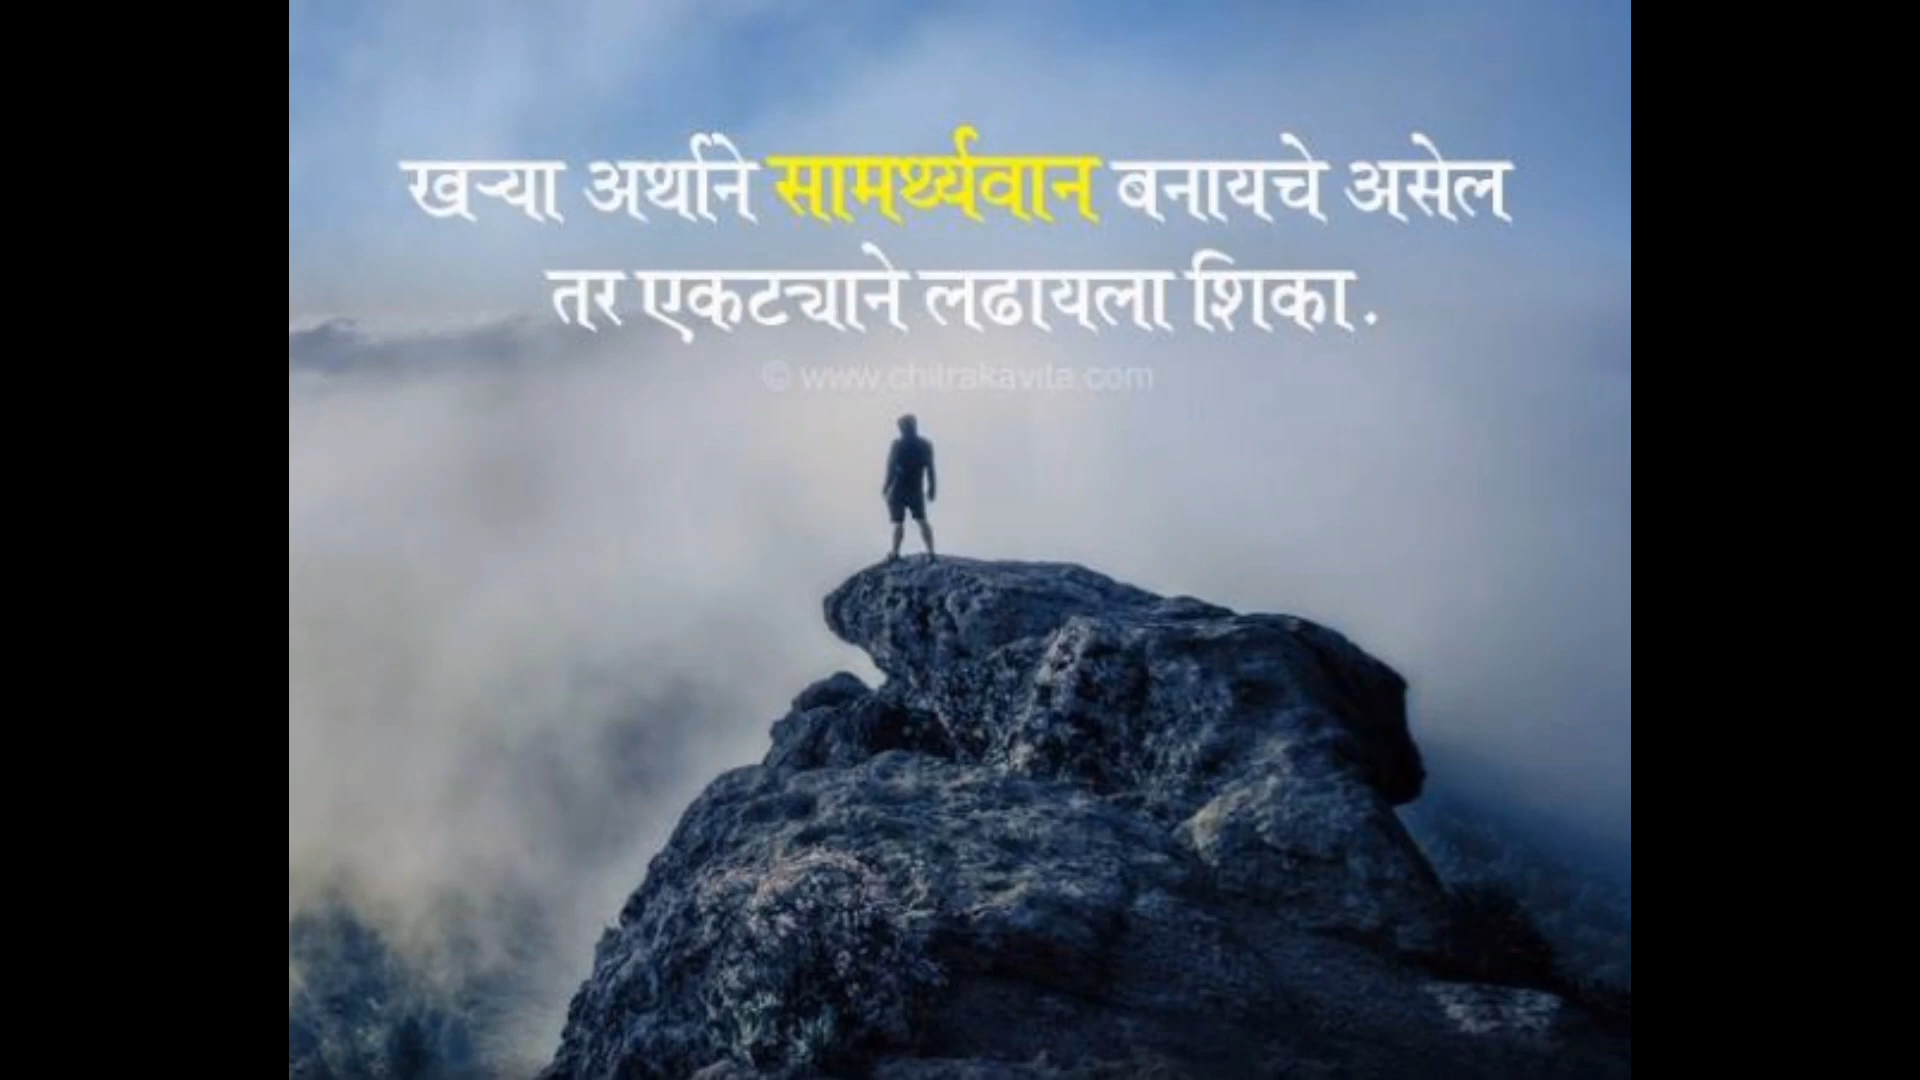 खऱ्या अर्थाने सामर्थ्यवान बनायचे असेल
तर एकट्याने लढायला शिका.
© www.chitrakavita.com